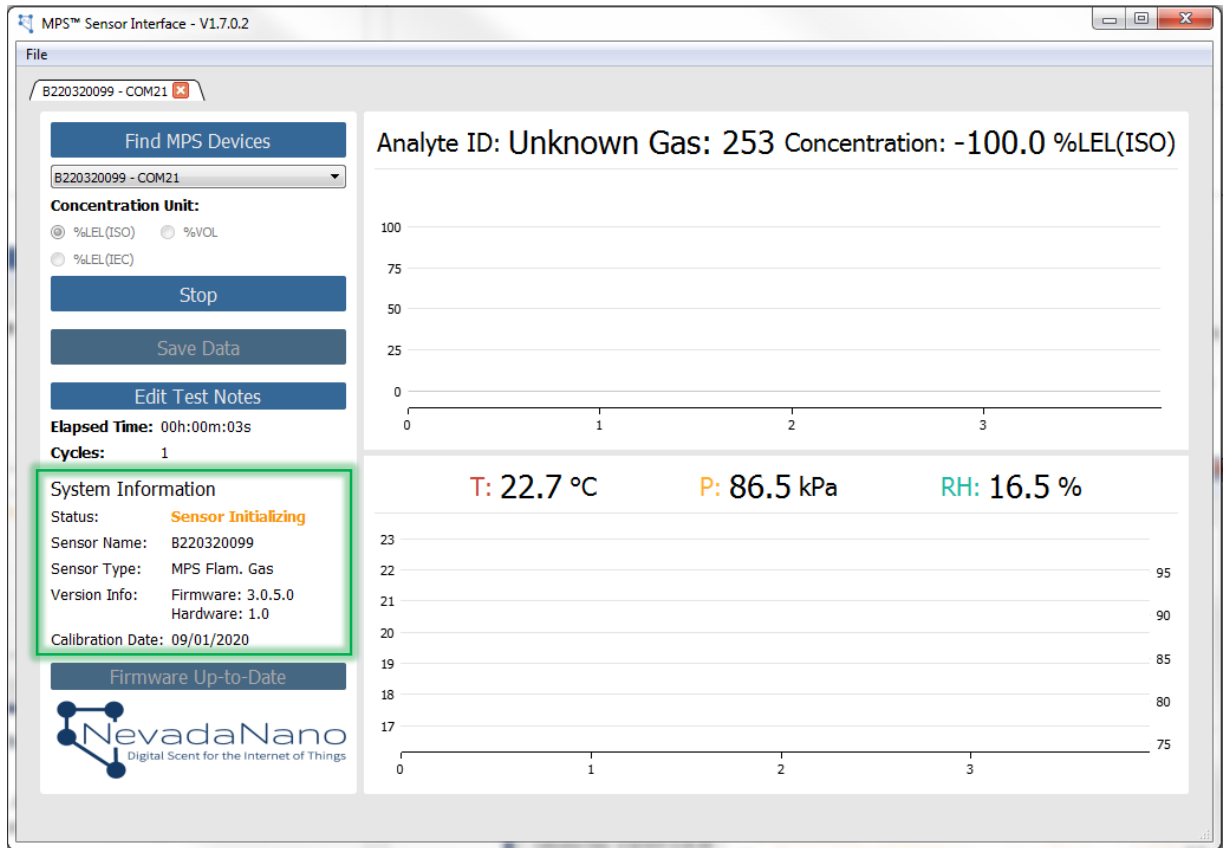 MPS™ Sensor Interface - V1.7.0.2
File
B220320099 - COM21
Find MPS Devices
B220320099 - COM21
Concentration Unit:
%LEL(ISO) %VOL
%LEL(IEC)
Stop
Save Data
Edit Test Notes
Elapsed Time: 00h:00m:03s
Cycles: 1
System Information
Status: Sensor Initializing
Sensor Name: B220320099
Sensor Type: MPS Flam. Gas
Version Info: Firmware: 3.0.5.0
Hardware: 1.0
Calibration Date: 09/01/2020
Firmware Up-to-Date
NevadaNano
Digital Scent for the Internet of Things
Analyte ID: Unknown Gas: 253 Concentration: -100.0 %LEL(ISO)
100
75
50
25
0
0 1 2 3
T: 22.7 °C P: 86.5 kPa RH: 16.5 %
23
22
21
20
19
18
17
95
90
85
80
75
0 1 2 3